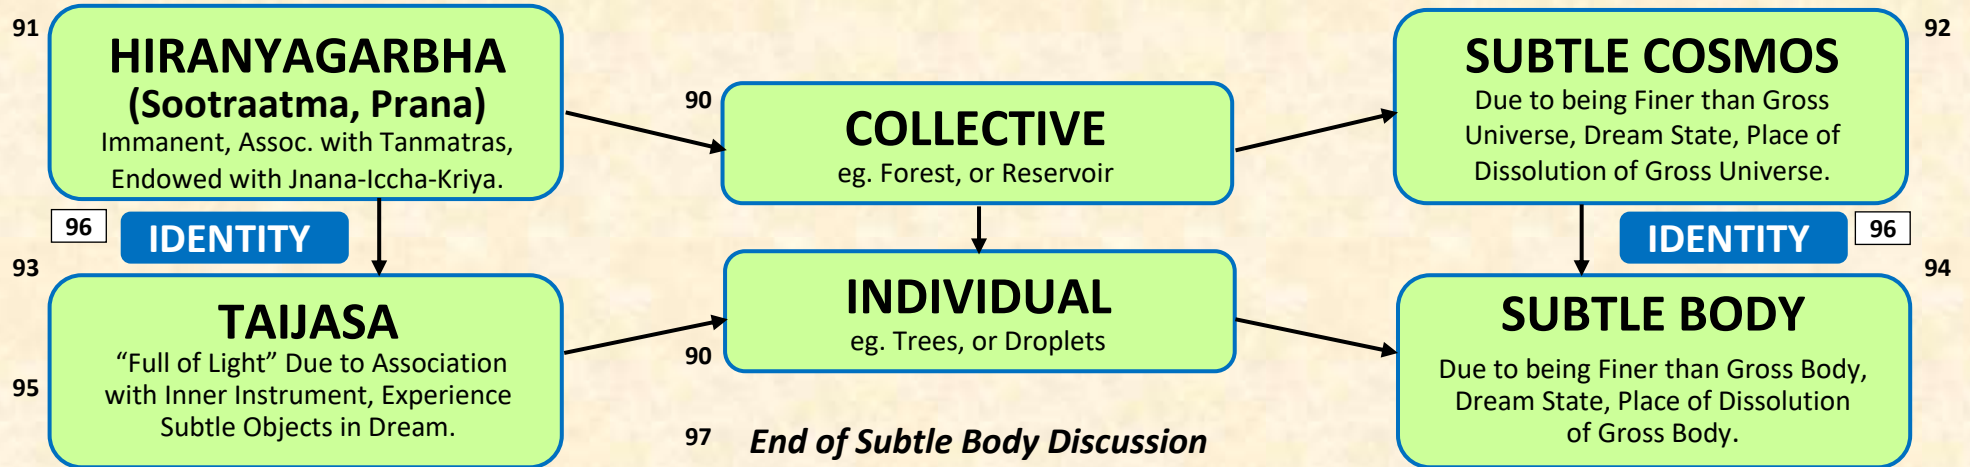 91
HIRANYAGARBHA
(Sootraatma, Prana)
Immanent, Assoc. with Tanmatras,
Endowed with Jnana-Iccha-Kriya.
90
COLLECTIVE
eg. Forest, or Reservoir
92
SUBTLE COSMOS
Due to being Finer than Gross
Universe, Dream State, Place of
Dissolution of Gross Universe.
96
IDENTITY
IDENTITY
96
93
TAIJASA
“Full of Light” Due to Association
95
with Inner Instrument, Experience
Subtle Objects in Dream.
INDIVIDUAL
eg. Trees, or Droplets
90
94
SUBTLE BODY
Due to being Finer than Gross Body,
Dream State, Place of Dissolution
of Gross Body.
97
End of Subtle Body Discussion